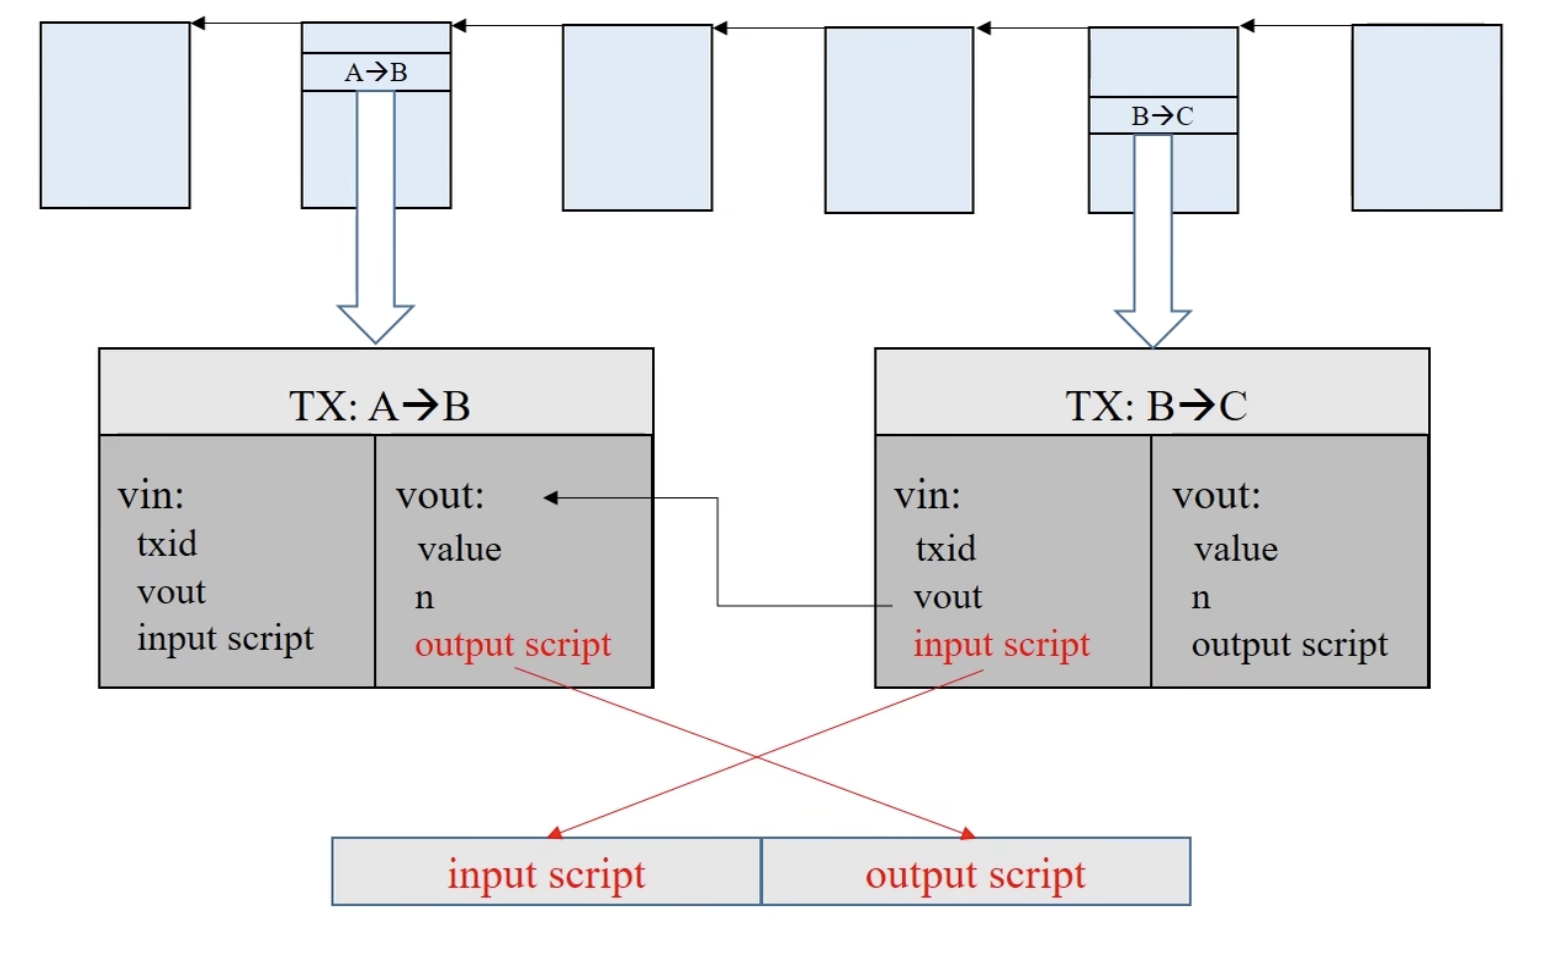 A→B
B→C
TX: A→B
vin:
txid
vout
input script
vout:
value
n
output script
TX: B→C
vin:
txid
vout
input script
vout:
value
n
output script
input script
output script